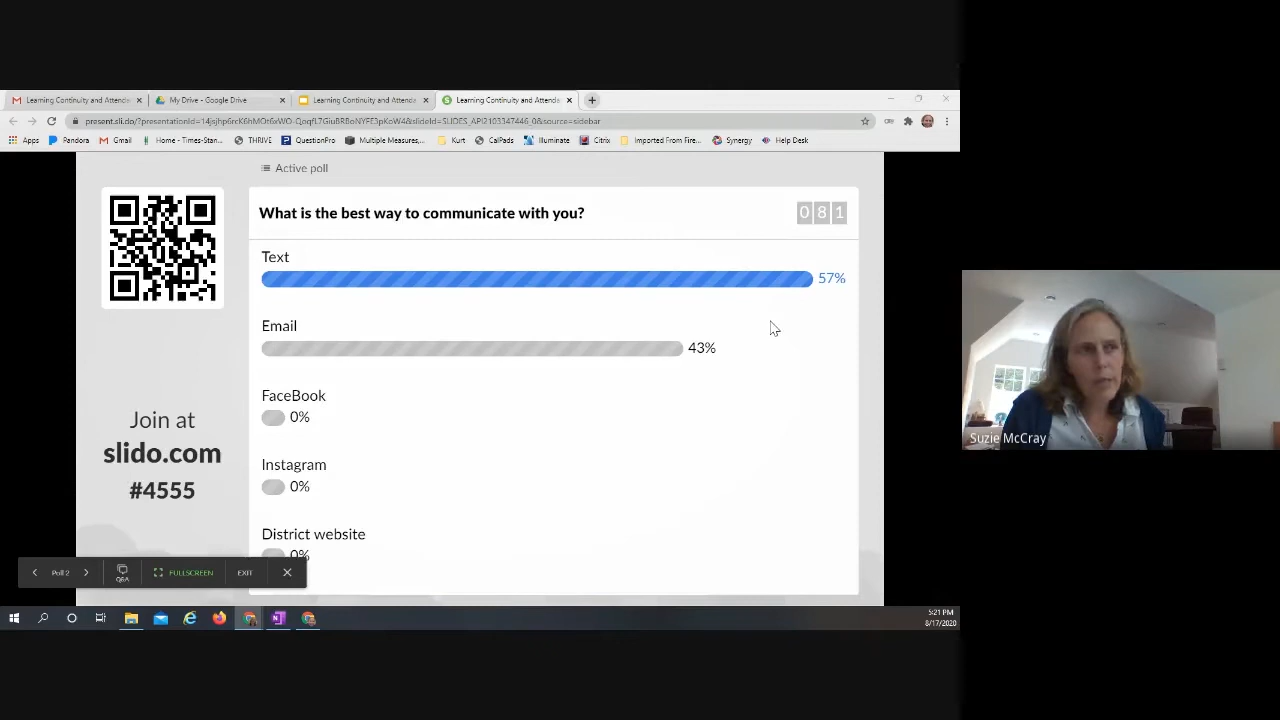 Learning Continuity and Attenda
My Drive - Google Drive
Learning Continuity and Attenda
Learning Continuity and Attenda
Apps
Pandora
Gmail
Home - Times-Stan...
THRIVE
QuestionPro
Multiple Measures,...
Kurt
CalPads
Illuminate
Citrix
Imported From Fire...
Synergy
Help Desk
Active poll
What is the best way to communicate with you?
081
Text
57%
Email
43%
FaceBook
0%
Instagram
0%
District website
0%
Join at
slido.com
#4555
Poll 2
Q&A
FULLSCREEN
EXIT
5:21 PM
8/17/2020
Suzie McCray